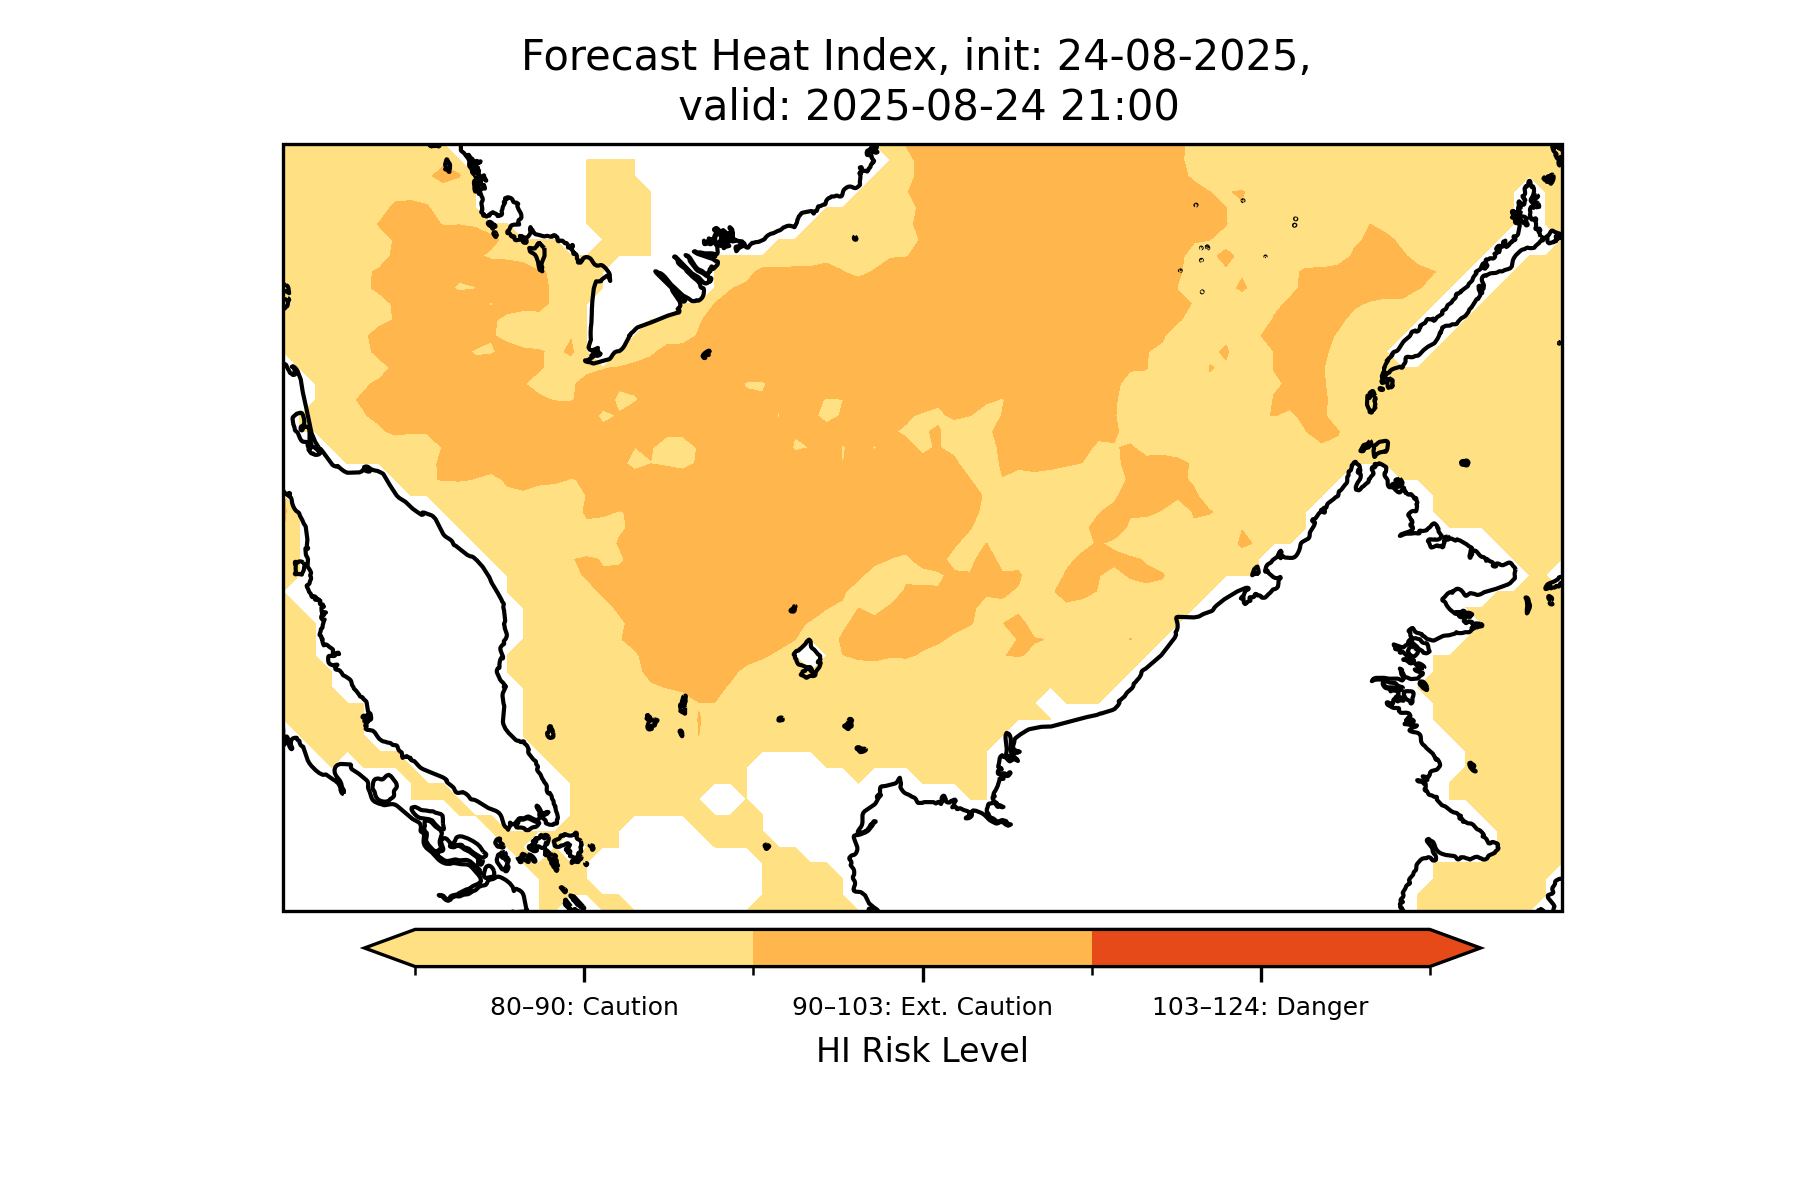 Forecast Heat Index, init: 24-08-2025,
valid: 2025-08-24 21:00
80–90: Caution
90–103: Ext. Caution
103–124: Danger
HI Risk Level